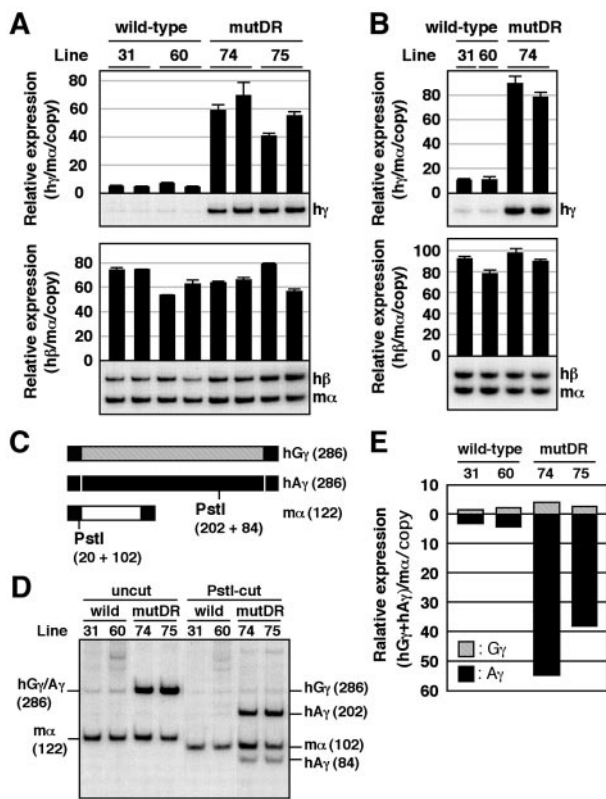 A
wild-type mutDR
Line 31 60 74 75
Relative expression
(hγ/mα/copy)
80
60
40
20
0
hγ
Relative expression
(hβ/mα/copy)
100
80
60
40
20
0
hβ
mα
B
wild-type mutDR
Line 31 60 74
Relative expression
(hγ/mα/copy)
100
80
60
40
20
0
hγ
Relative expression
(hβ/mα/copy)
100
80
60
40
20
0
hβ
mα
C
hGγ (286)
hAγ (286)
PstI
(202 + 84)
mα (122)
PstI
(20 + 102)
D
uncut PstI-cut
wild mutDR wild mutDR
Line 31 60 74 75 31 60 74 75
hGγ/Aγ
(286)
mα
(122)
hGγ (286)
hAγ (202)
mα (102)
hAγ (84)
E
wild-type mutDR
31 60 74 75
Ralative expression
(hGγ+hAγ)/mα/copy
10
0
10
20
30
40
50
60
: Gγ
: Aγ